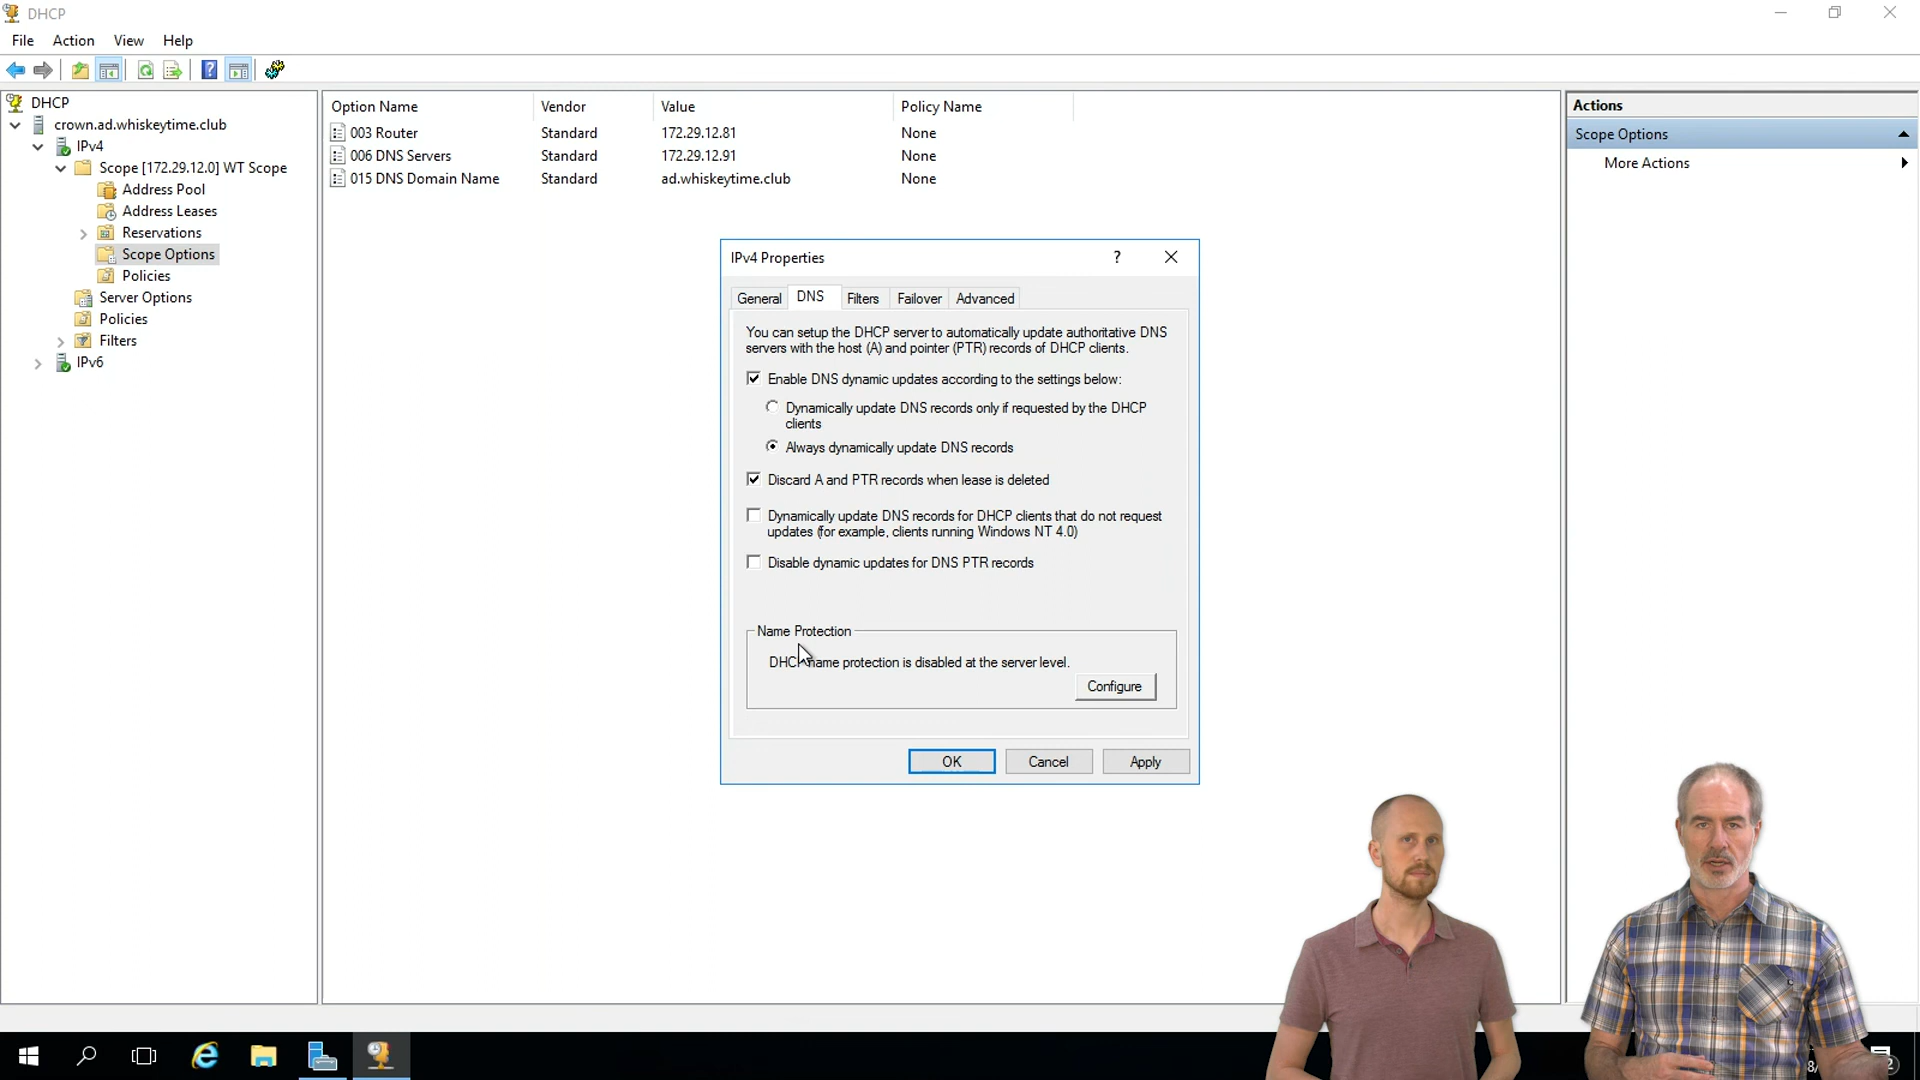 DHCP
File Action View Help
DHCP
crown.ad.whiskeytime.club
IPv4
Scope [172.29.12.0] WT Scope
Address Pool
Address Leases
Reservations
Scope Options
Policies
Server Options
Policies
Filters
IPv6
Option Name Vendor Value Policy Name
003 Router Standard 172.29.12.81 None
006 DNS Servers Standard 172.29.12.91 None
015 DNS Domain Name Standard ad.whiskeytime.club None
Actions
Scope Options
More Actions
IPv4 Properties
General DNS Filters Failover Advanced
You can setup the DHCP server to automatically update authoritative DNS
servers with the host (A) and pointer (PTR) records of DHCP clients.
Enable DNS dynamic updates according to the settings below:
Dynamically update DNS records only if requested by the DHCP
clients
Always dynamically update DNS records
Discard A and PTR records when lease is deleted
Dynamically update DNS records for DHCP clients that do not request
updates (for example, clients running Windows NT 4.0)
Disable dynamic updates for DNS PTR records
Name Protection
DHCP name protection is disabled at the server level.
Configure
OK Cancel Apply